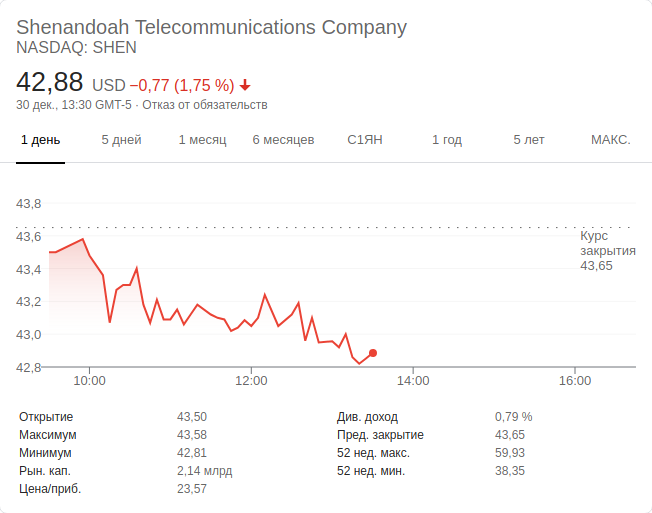 Shenandoah Telecommunications Company
NASDAQ: SHEN
42,88 USD −0,77 (1,75 %)
30 дек., 13:30 GMT-5 · Отказ от обязательств
1 день 5 дней 1 месяц 6 месяцев С1ЯН 1 год 5 лет МАКС.
43,8
43,6
43,4
43,2
43,0
42,8
Курс
закрытия
43,65
10:00 12:00 14:00 16:00
Открытие 43,50
Максимум 43,58
Минимум 42,81
Рын. кап. 2,14 млрд
Цена/приб. 23,57
Див. доход 0,79 %
Пред. закрытие 43,65
52 нед. макс. 59,93
52 нед. мин. 38,35